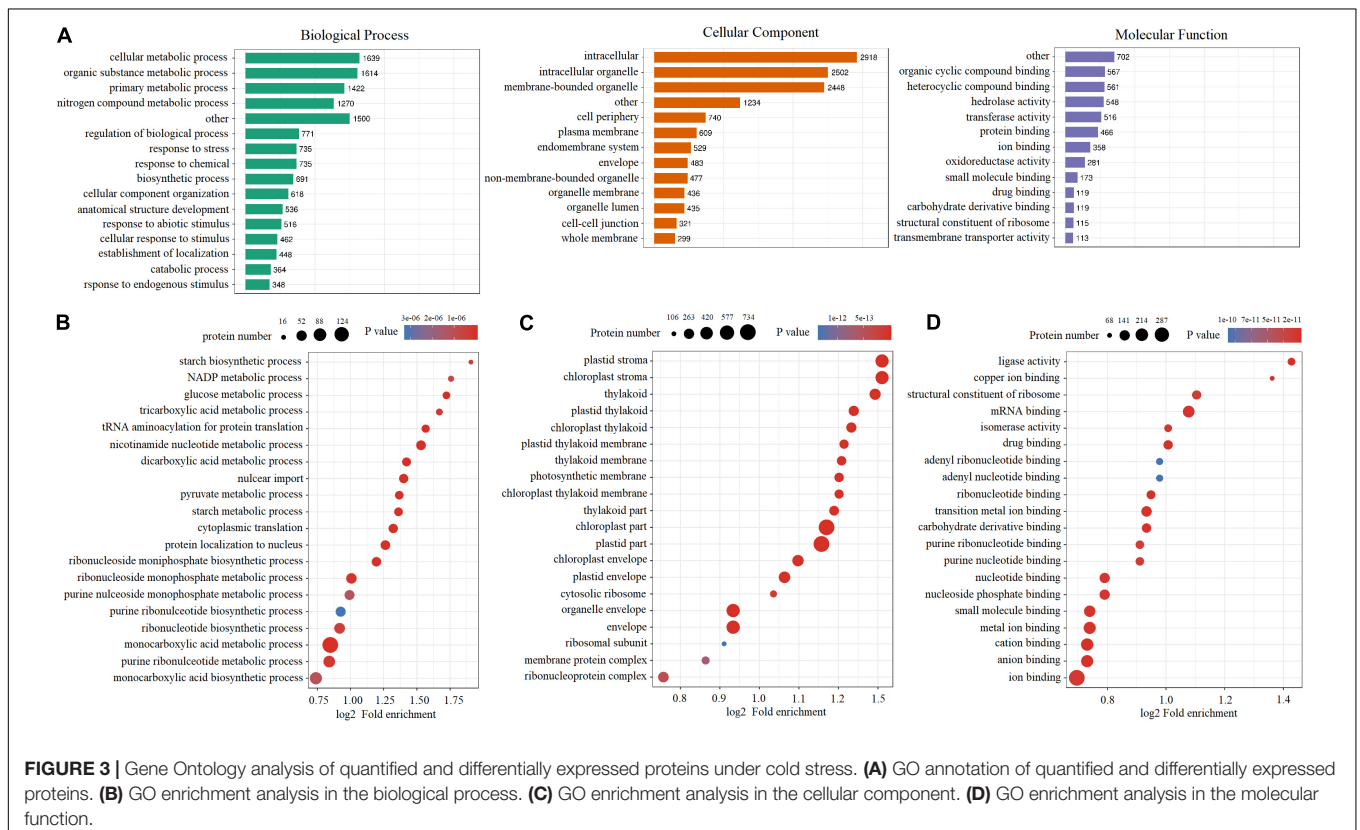 A
Biological Process
cellular metabolic process 1639
organic substance metabolic process 1614
primary metabolic process 1422
nitrogen compound metabolic process 1270
other 1500
regulation of biological process 771
response to stress 735
response to chemical 735
biosynthetic process 691
cellular component organization 618
anatomical structure development 536
response to abiotic stimulus 516
cellular response to stimulus 462
establishment of localization 448
catabolic process 364
rsponse to endogenous stimulus 348
Cellular Component
intracellular 2918
intracellular organelle 2502
membrane-bounded organelle 2448
other 1234
cell periphery 740
plasma membrane 609
endomembrane system 529
envelope 483
non-membrane-bounded organelle 477
organelle membrane 436
organelle lumen 435
cell-cell junction 321
whole membrane 299
Molecular Function
other 702
organic cyclic compound binding 567
heterocyclic compound binding 561
hedrolase activity 548
transferase activity 516
protein binding 466
ion binding 358
oxidoreductase activity 281
small molecule binding 173
drug binding 119
carbohydrate derivative binding 119
structural constituent of ribosome 115
transmembrane transporter activity 113
B
16 52 88 124
protein number
3e-06 2e-06 1e-06
P value
starch biosynthetic process
NADP metabolic process
glucose metabolic process
tricarboxylic acid metabolic process
tRNA aminoacylation for protein translation
nicotinamide nucleotide metabolic process
dicarboxylic acid metabolic process
nulcear import
pyruvate metabolic process
starch metabolic process
cytoplasmic translation
protein localization to nucleus
ribonucleoside moniphosphate biosynthetic process
ribonucleoside monophosphate metabolic process
purine nulceoside monophosphate metabolic process
purine ribonulceotide biosynthetic process
ribonucleotide biosynthetic process
monocarboxylic acid metabolic process
purine ribonulceotide metabolic process
monocarboxylic acid biosynthetic process
0.75 1.00 1.25 1.50 1.75
log2 Fold enrichment
C
106 263 420 577 734
Protein number
1e-12 5e-13
P value
plastid stroma
chloroplast stroma
thylakoid
plastid thylakoid
chloroplast thylakoid
plastid thylakoid membrane
thylakoid membrane
photosynthetic membrane
chloroplast thylakoid membrane
thylakoid part
chloroplast part
plastid part
chloroplast envelope
plastid envelope
cytosolic ribosome
organelle envelope
envelope
ribosomal subunit
membrane protein complex
ribonucleoprotein complex
0.8 0.9 1.0 1.1 1.5
log2 Fold enrichment
D
68 141 214 287
Protein number
1e-10 7e-11 5e-11 2e-11
P value
ligase activity
copper ion binding
structural constituent of ribosome
mRNA binding
isomerase activity
drug binding
adenyl ribonucleotide binding
adenyl nucleotide binding
ribonucleotide binding
transition metal ion binding
carbohydrate derivative binding
purine ribonucleotide binding
purine nucleotide binding
nucleotide binding
nucleoside phosphate binding
small molecule binding
metal ion binding
cation binding
anion binding
ion binding
0.8 1.0 1.4
log2 Fold enrichment
FIGURE 3 | Gene Ontology analysis of quantified and differentially expressed proteins under cold stress. (A) GO annotation of quantified and differentially expressed
proteins. (B) GO enrichment analysis in the biological process. (C) GO enrichment analysis in the cellular component. (D) GO enrichment analysis in the molecular
function.